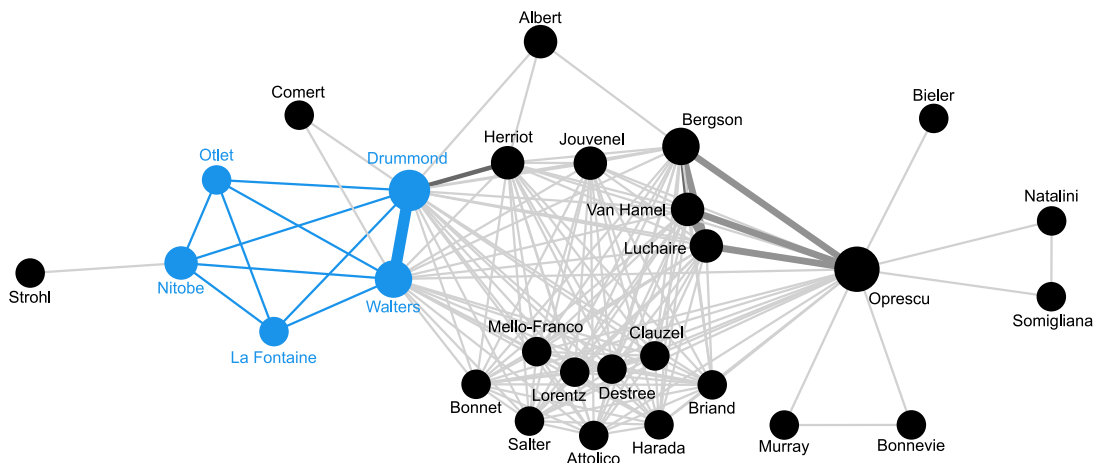 Albert
Comert
Bieler
Bergson
Herriot
Jouvenel
Drummond
Otlet
Van Hamel
Natalini
Luchaire
Strohl
Nitobe
Walters
Oprescu
Somigliana
Mello-Franco
Clauzel
La Fontaine
Lorentz
Destree
Bonnet
Briand
Salter
Harada
Murray
Bonnevie
Attolico